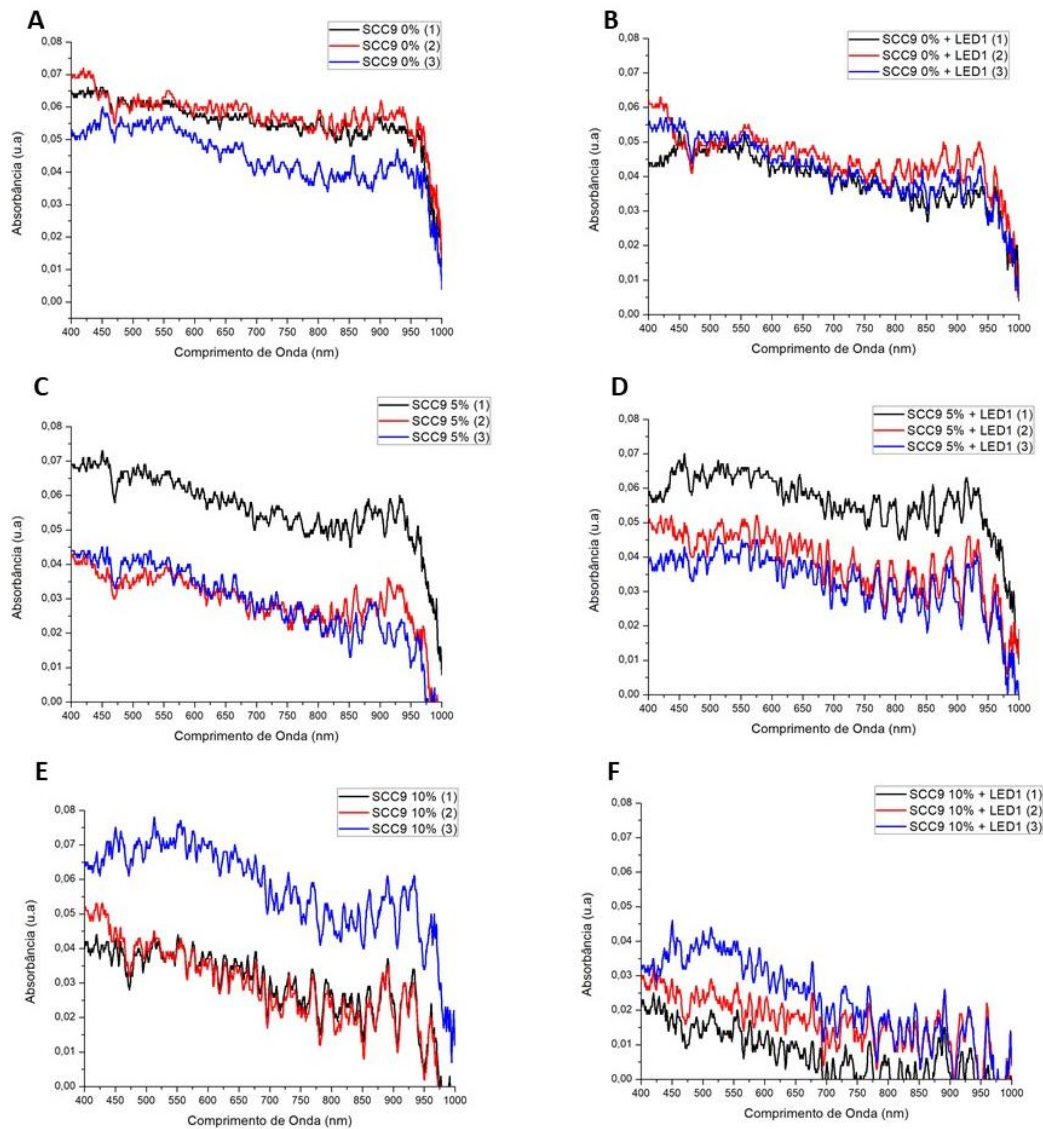 A
SCC9 0% (1)
SCC9 0% (2)
SCC9 0% (3)
0,08
0,07
0,06
0,05
0,04
0,03
0,02
0,01
0,00
Absorbância (u.a)
400 450 500 550 600 650 700 750 800 850 900 950 1000
Comprimento de Onda (nm)
B
SCC9 0% + LED1 (1)
SCC9 0% + LED1 (2)
SCC9 0% + LED1 (3)
0,08
0,07
0,06
0,05
0,04
0,03
0,02
0,01
0,00
Absorbância (u.a)
400 450 500 550 600 650 700 750 800 850 900 950 1000
Comprimento de Onda (nm)
C
SCC9 5% (1)
SCC9 5% (2)
SCC9 5% (3)
0,08
0,07
0,06
0,05
0,04
0,03
0,02
0,01
0,00
Absorbância (u.a)
400 450 500 550 600 650 700 750 800 850 900 950 1000
Comprimento de Onda (nm)
D
SCC9 5% + LED1 (1)
SCC9 5% + LED1 (2)
SCC9 5% + LED1 (3)
0,08
0,07
0,06
0,05
0,04
0,03
0,02
0,01
0,00
Absorbância (u.a)
400 450 500 550 600 650 700 750 800 850 900 950 1000
Comprimento de Onda (nm)
E
SCC9 10% (1)
SCC9 10% (2)
SCC9 10% (3)
0,08
0,07
0,06
0,05
0,04
0,03
0,02
0,01
0,00
Absorbância (u.a)
400 450 500 550 600 650 700 750 800 850 900 950 1000
Comprimento de Onda (nm)
F
SCC9 10% + LED1 (1)
SCC9 10% + LED1 (2)
SCC9 10% + LED1 (3)
0,08
0,07
0,06
0,05
0,04
0,03
0,02
0,01
0,00
Absorbância (u.a)
400 450 500 550 600 650 700 750 800 850 900 950 1000
Comprimento de Onda (nm)